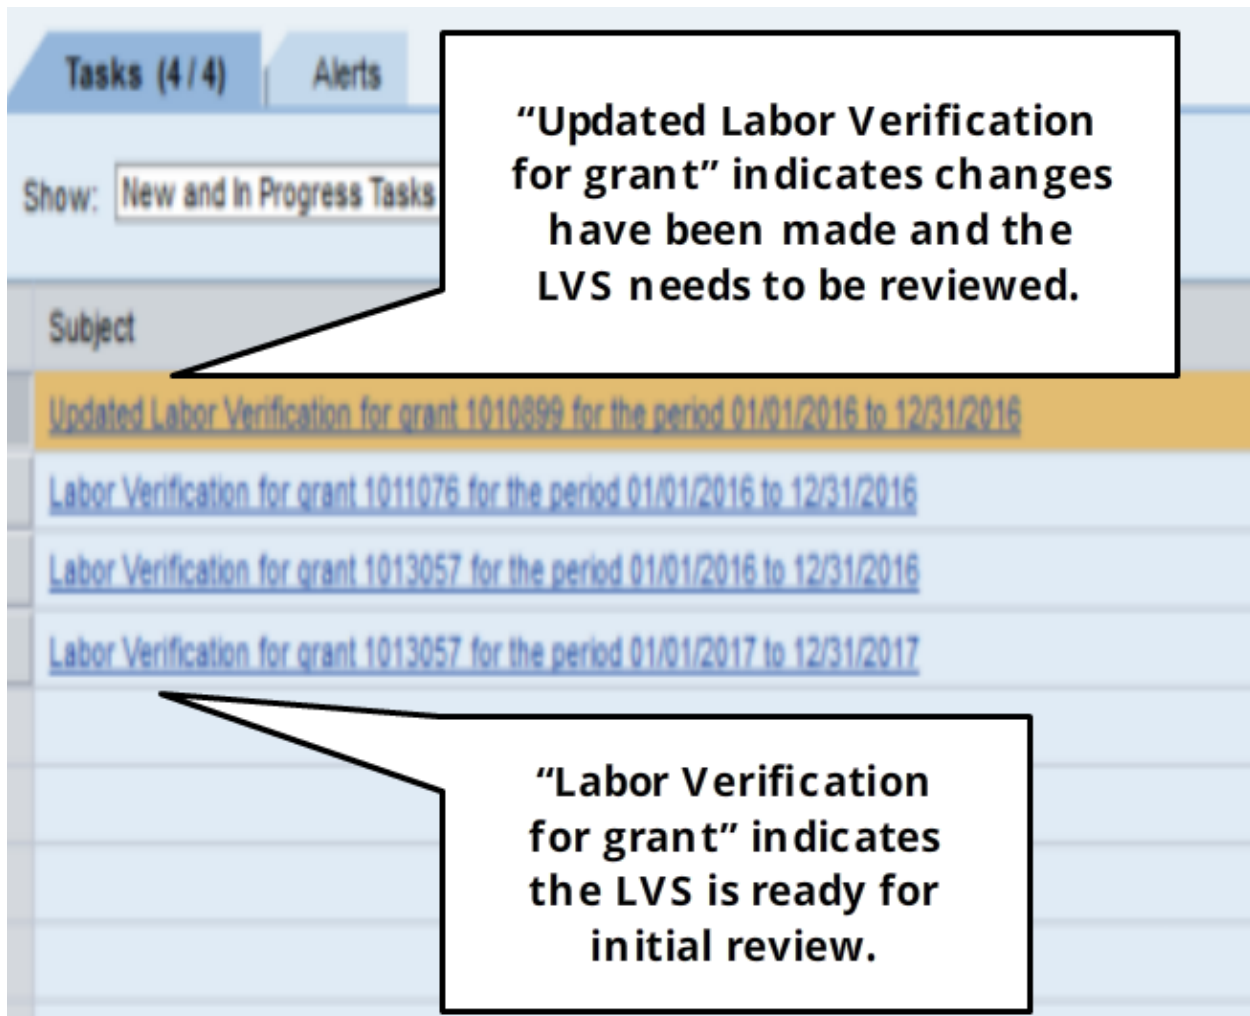 Tasks (4 / 4)
Alerts
“Updated Labor Verification
for grant” indicates changes
have been made and the
LVS needs to be reviewed.
Show: New and In Progress Tasks
Subject
Updated Labor Verification for grant 1010899 for the period 01/01/2016 to 12/31/2016
Labor Verification for grant 1011076 for the period 01/01/2016 to 12/31/2016
Labor Verification for grant 1013057 for the period 01/01/2016 to 12/31/2016
Labor Verification for grant 1013057 for the period 01/01/2017 to 12/31/2017
“Labor Verification
for grant” indicates
the LVS is ready for
initial review.